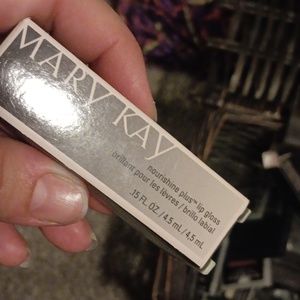 MARY KAY
nourishine plus™ lip gloss
brillant pour les lèvres / brillo labial
.15 FL. OZ. / 4.5 mL / 4,5 mL